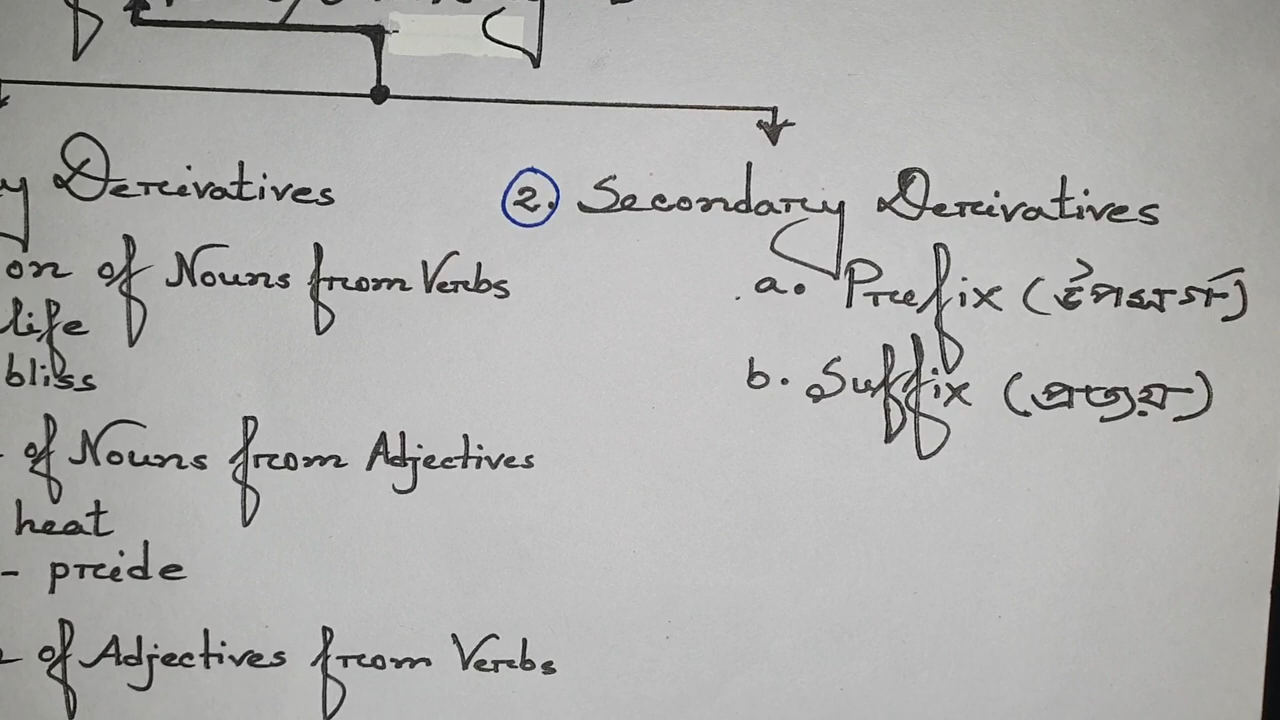 y Derivatives
on of Nouns from Verbs
life
bliss
of Nouns from Adjectives
heat
- pride
of Adjectives from Verbs
2. Secondary Derivatives
a. Prefix (উপসর্গ)
b. Suffix (প্রত্যয়)